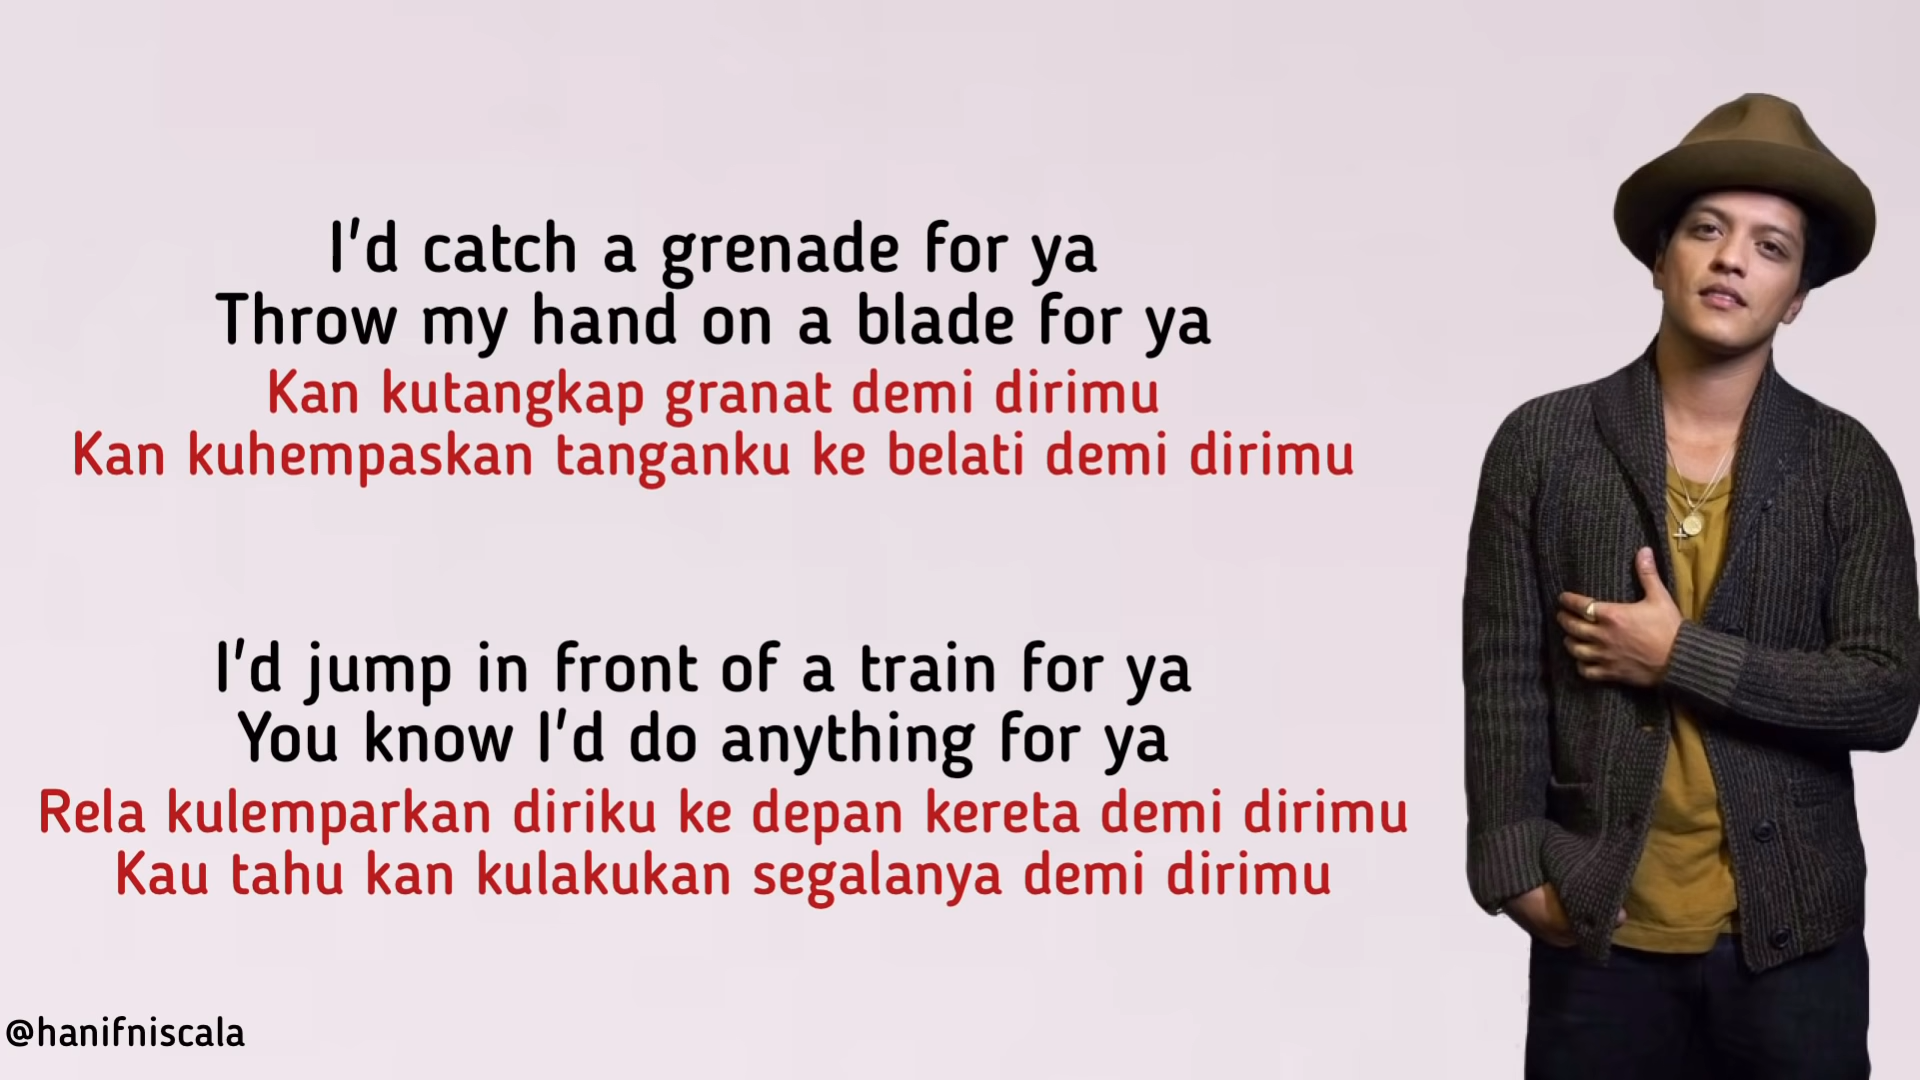 I'd catch a grenade for ya
Throw my hand on a blade for ya
Kan kutangkap granat demi dirimu
Kan kuhempaskan tanganku ke belati demi dirimu
I'd jump in front of a train for ya
You know I'd do anything for ya
Rela kulemparkan diriku ke depan kereta demi dirimu
Kau tahu kan kulakukan segalanya demi dirimu
@hanifniscala